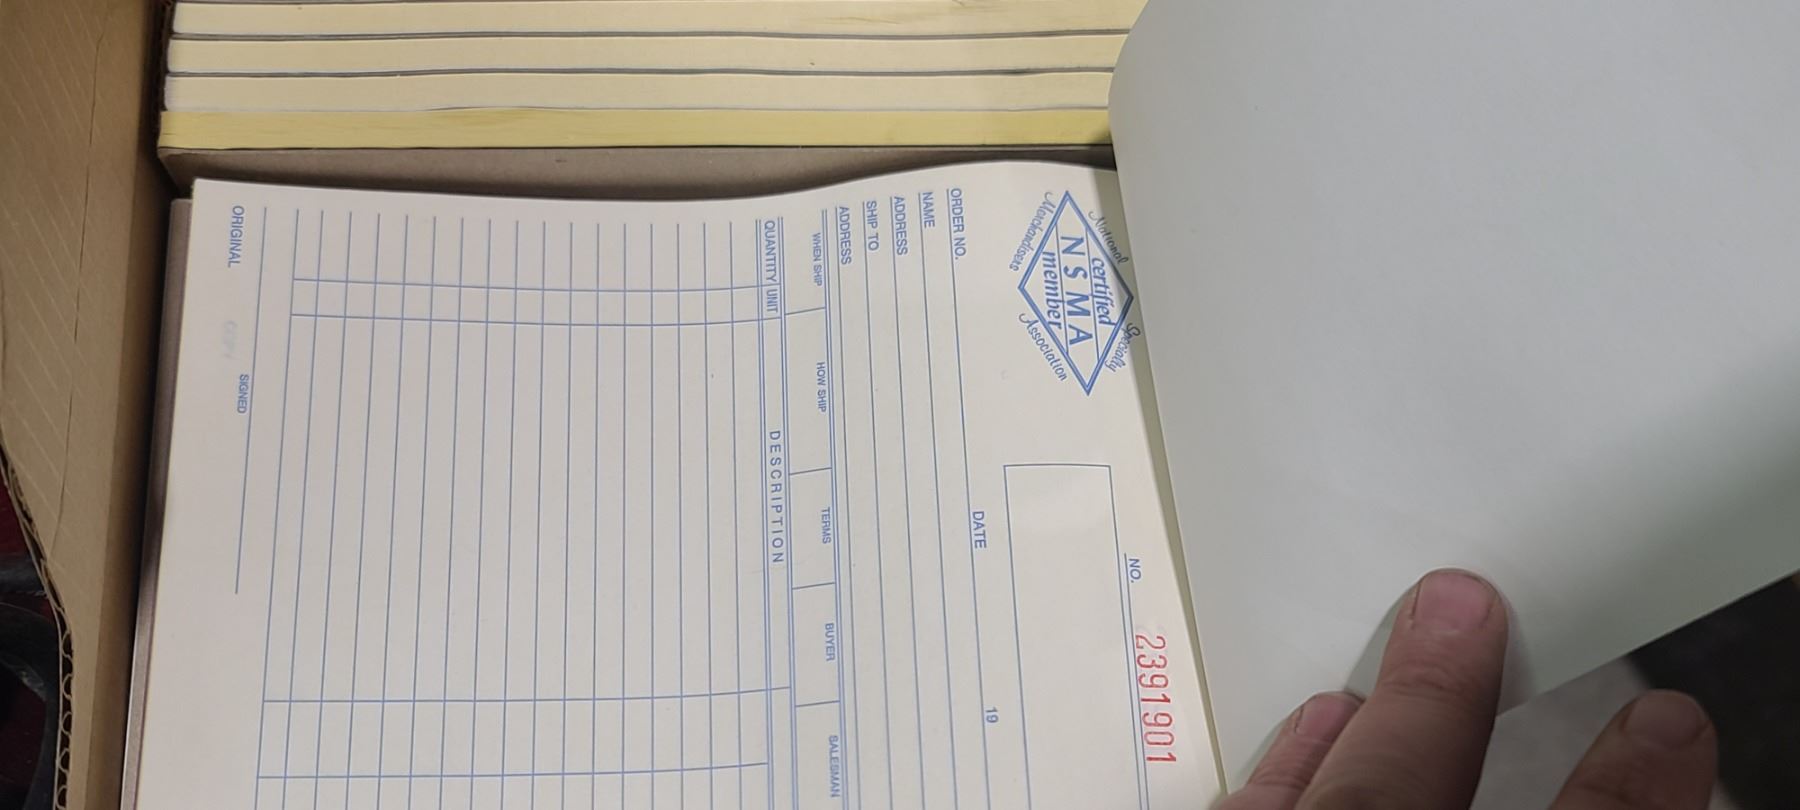 National Specialty
certified
NSMA
member
Merchandisers Association
NO. 2391901
DATE 19
ORDER NO.
NAME
ADDRESS
SHIP TO
ADDRESS
WHEN SHIP HOW SHIP TERMS BUYER SALESMAN
QUANTITY UNIT DESCRIPTION
SIGNED
ORIGINAL COPY